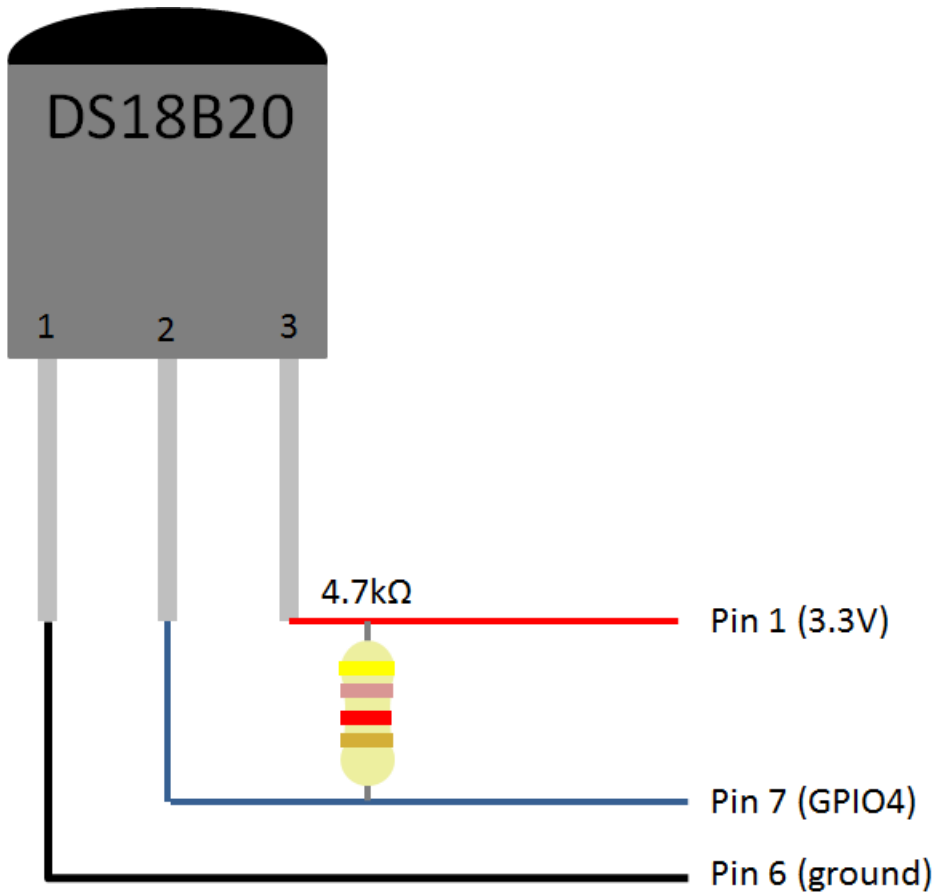 DS18B20
1 2 3
4.7kΩ
Pin 1 (3.3V)
Pin 7 (GPIO4)
Pin 6 (ground)